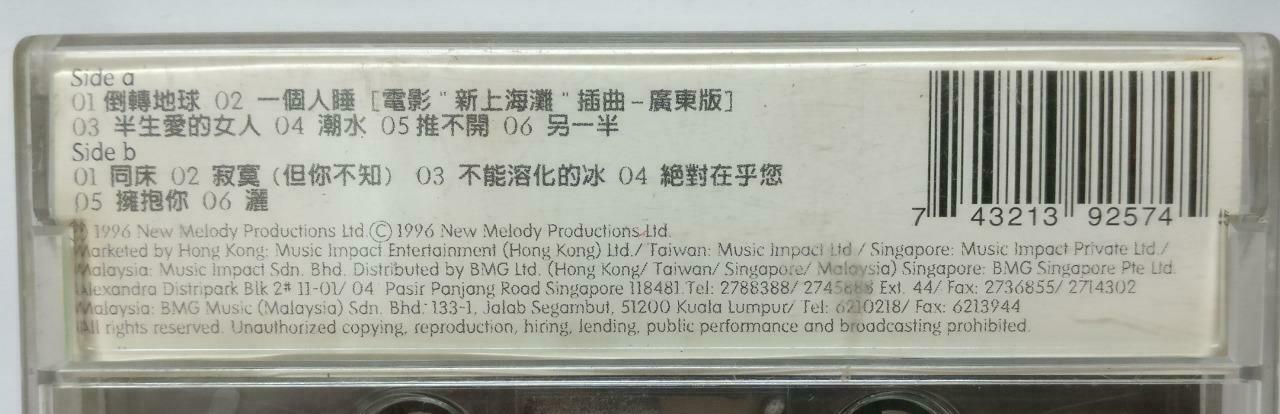 Side a
01 倒轉地球 02 一個人睡 [電影"新上海灘"插曲－廣東版]
03 半生愛的女人 04 潮水 05 推不開 06 另一半
Side b
01 同床 02 寂寞 (但你不知) 03 不能溶化的冰 04 絕對在乎您
05 擁抱你 06 灑
Ⓟ 1996 New Melody Productions Ltd.Ⓒ 1996 New Melody Productions Ltd.
Marketed by Hong Kong: Music Impact Entertainment (Hong Kong) Ltd./ Taiwan: Music Impact Ltd / Singapore: Music Impact Private Ltd./
Malaysia: Music Impact Sdn. Bhd. Distributed by BMG Ltd. (Hong Kong/ Taiwan/ Singapore/ Malaysia) Singapore: BMG Singapore Pte Ltd.
Alexandra Distripark Blk 2# 11-01/ 04 Pasir Panjang Road Singapore 118481.Tel: 2788388/ Ext. 44/ Fax: 2736855/ 2714302
Malaysia: BMG Music (Malaysia) Sdn. Bhd: 133-1, Jalab Segambut, 51200 Kuala Lumpur/ Tel: 6210218/ Fax: 6213944
All rights reserved. Unauthorized copying, reproduction, hiring, lending, public performance and broadcasting prohibited.
7 43213 92574